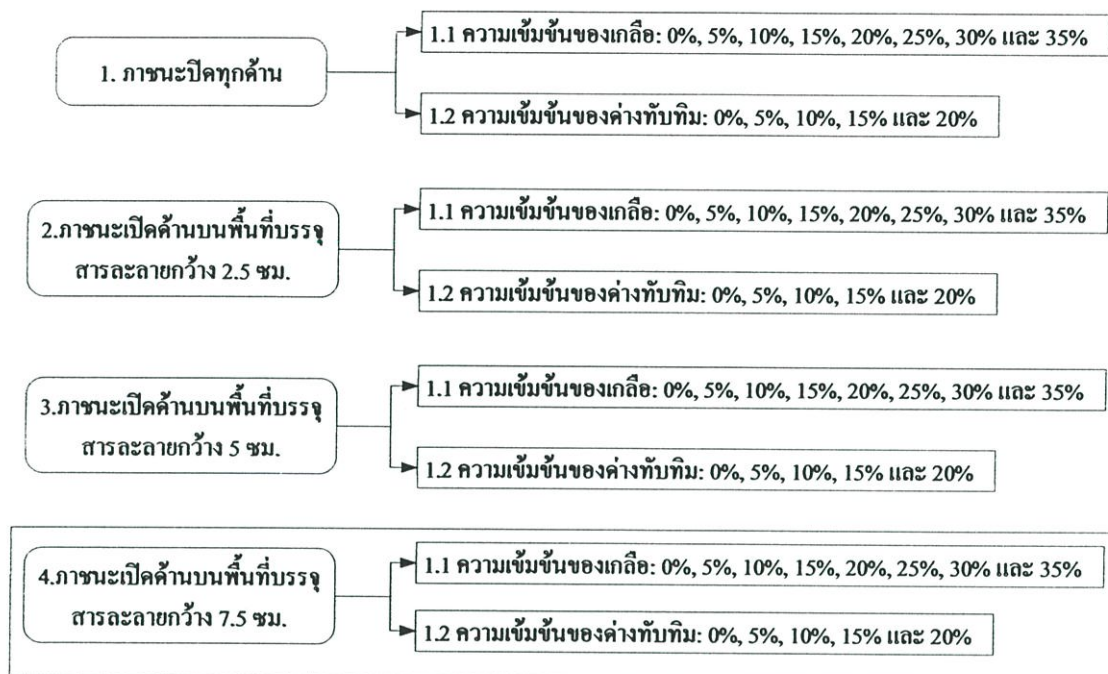 1. ภาชนะปิดทุกด้าน
1.1 ความเข้มข้นของเกลือ: 0%, 5%, 10%, 15%, 20%, 25%, 30% และ 35%
1.2 ความเข้มข้นของด่างทับทิม: 0%, 5%, 10%, 15% และ 20%
2.ภาชนะเปิดด้านบนพื้นที่บรรจุ
สารละลายกว้าง 2.5 ซม.
1.1 ความเข้มข้นของเกลือ: 0%, 5%, 10%, 15%, 20%, 25%, 30% และ 35%
1.2 ความเข้มข้นของด่างทับทิม: 0%, 5%, 10%, 15% และ 20%
3.ภาชนะเปิดด้านบนพื้นที่บรรจุ
สารละลายกว้าง 5 ซม.
1.1 ความเข้มข้นของเกลือ: 0%, 5%, 10%, 15%, 20%, 25%, 30% และ 35%
1.2 ความเข้มข้นของด่างทับทิม: 0%, 5%, 10%, 15% และ 20%
4.ภาชนะเปิดด้านบนพื้นที่บรรจุ
สารละลายกว้าง 7.5 ซม.
1.1 ความเข้มข้นของเกลือ: 0%, 5%, 10%, 15%, 20%, 25%, 30% และ 35%
1.2 ความเข้มข้นของด่างทับทิม: 0%, 5%, 10%, 15% และ 20%